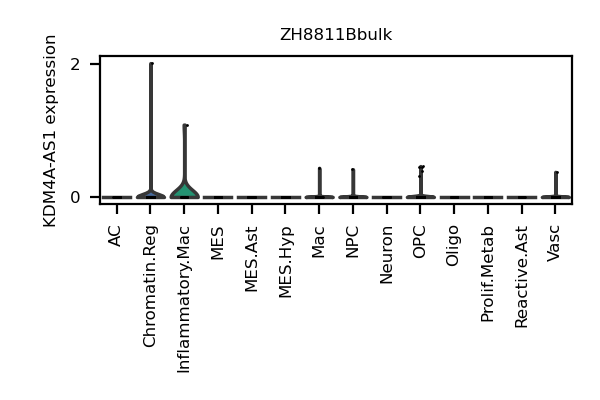 ZH8811Bbulk
KDM4A-AS1 expression
2
0
AC
Chromatin.Reg
Inflammatory.Mac
MES
MES.Ast
MES.Hyp
Mac
NPC
Neuron
OPC
Oligo
Prolif.Metab
Reactive.Ast
Vasc